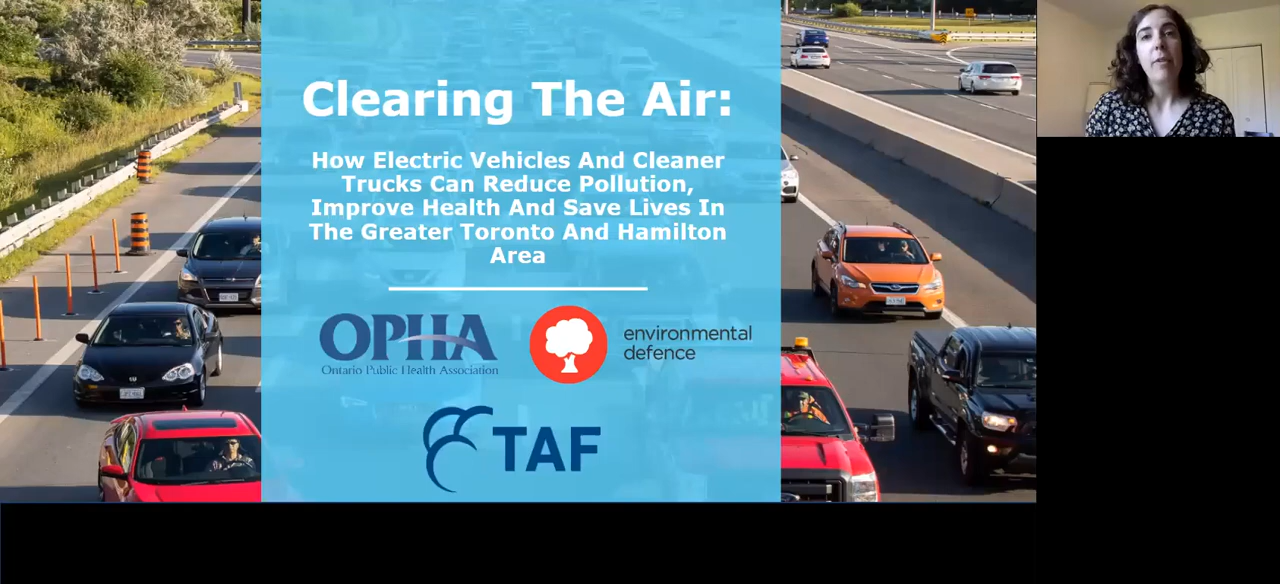 Clearing The Air:
How Electric Vehicles And Cleaner
Trucks Can Reduce Pollution,
Improve Health And Save Lives In
The Greater Toronto And Hamilton
Area
OPHA
Ontario Public Health Association
environmental
defence
TAF